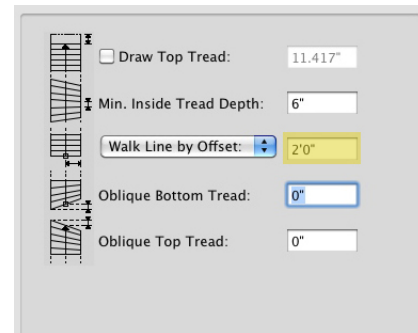 Draw Top Tread: 11.417"
Min. Inside Tread Depth: 6"
Walk Line by Offset: 2'0"
Oblique Bottom Tread: 0"
Oblique Top Tread: 0"